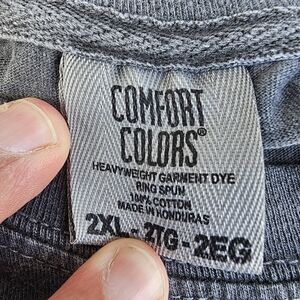 COMFORT
COLORS®
HEAVYWEIGHT GARMENT DYE
RING SPUN
100% COTTON
MADE IN HONDURAS
2XL-2TG-2EG